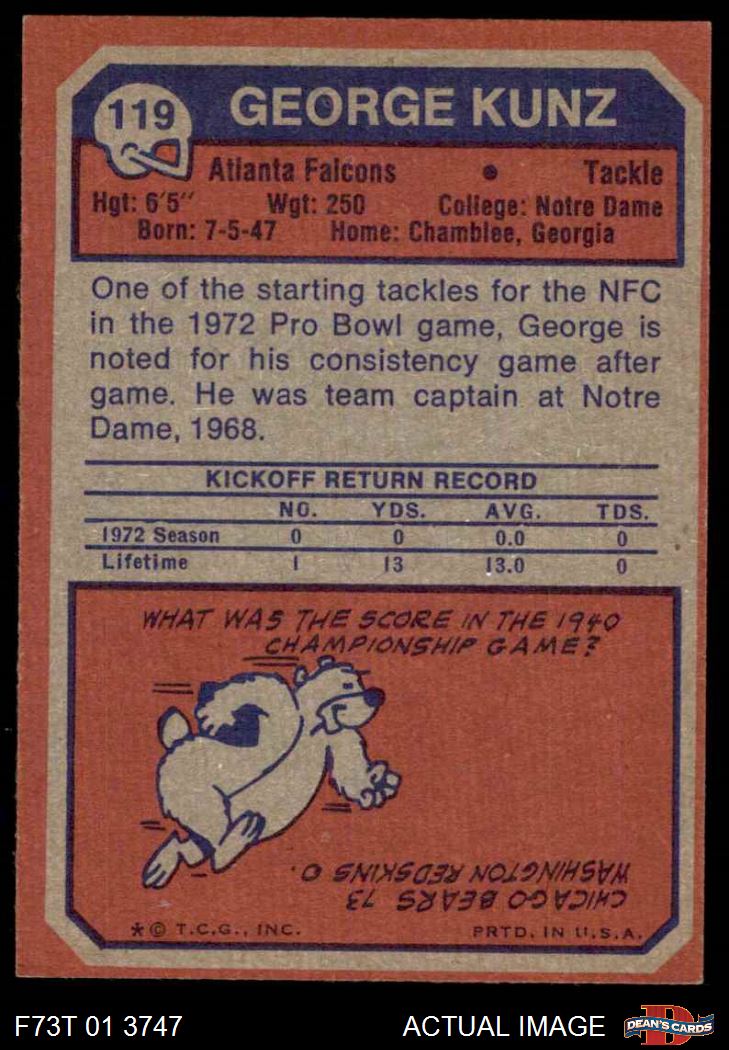 119
GEORGE KUNZ
Atlanta Falcons • Tackle
Hgt: 6'5" Wgt: 250 College: Notre Dame
Born: 7-5-47 Home: Chamblee, Georgia
One of the starting tackles for the NFC
in the 1972 Pro Bowl game, George is
noted for his consistency game after
game. He was team captain at Notre
Dame, 1968.
KICKOFF RETURN RECORD
NO. YDS. AVG. TDS.
1972 Season 0 0 0.0 0
Lifetime 1 13 13.0 0
WHAT WAS THE SCORE IN THE 1940
CHAMPIONSHIP GAME?
CHICAGO BEARS 73
WASHINGTON REDSKINS 0.
*© T.C.G., INC. PRTD. IN U.S.A.
F73T 01 3747 ACTUAL IMAGE
D
DEAN'S CARDS